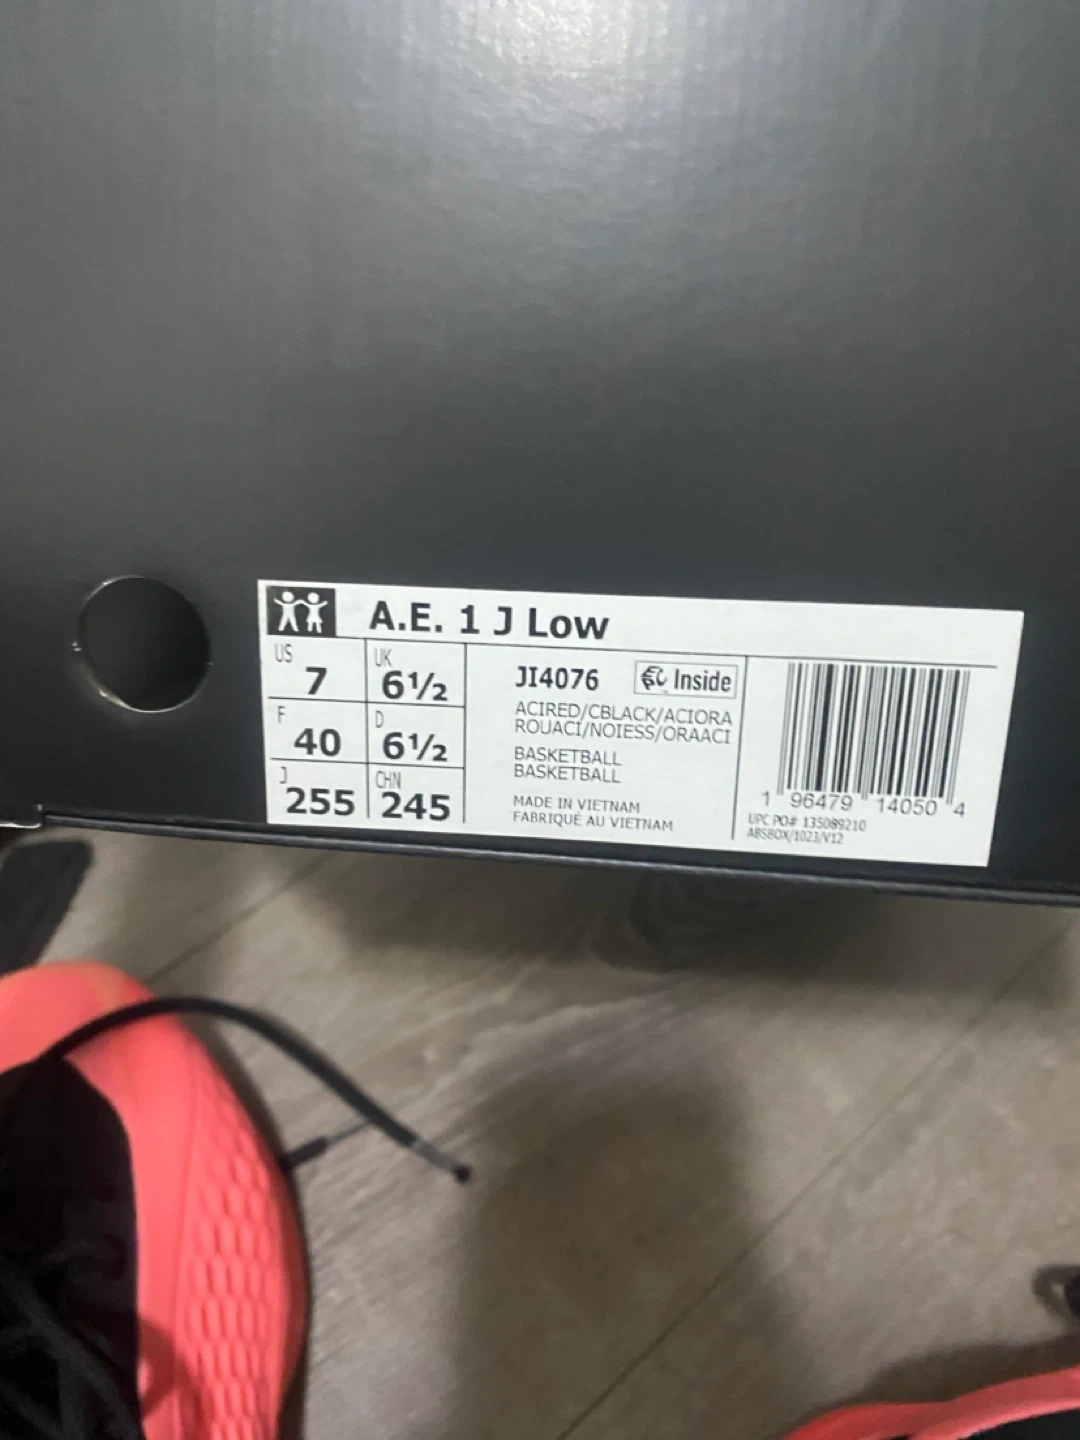 A.E. 1 J Low
US 7 UK 6½
F 40 D 6½
J 255 CHN 245
JI4076 Inside
ACIRED/CBLACK/ACIORA
ROUACI/NOIESS/ORAACI
BASKETBALL
BASKETBALL
MADE IN VIETNAM
FABRIQUÉ AU VIETNAM
1 96479 14050 4
UPC PO# 135089210
ABSBOX/1023/V12